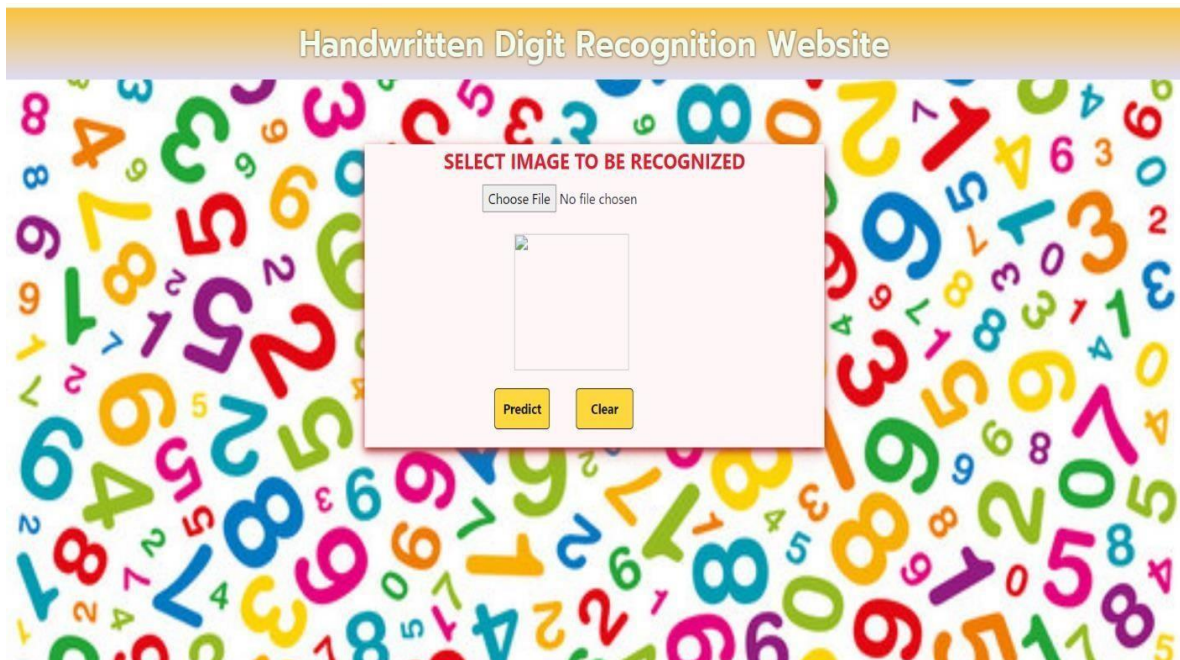 Handwritten Digit Recognition Website
SELECT IMAGE TO BE RECOGNIZED
Choose File No file chosen
Predict Clear